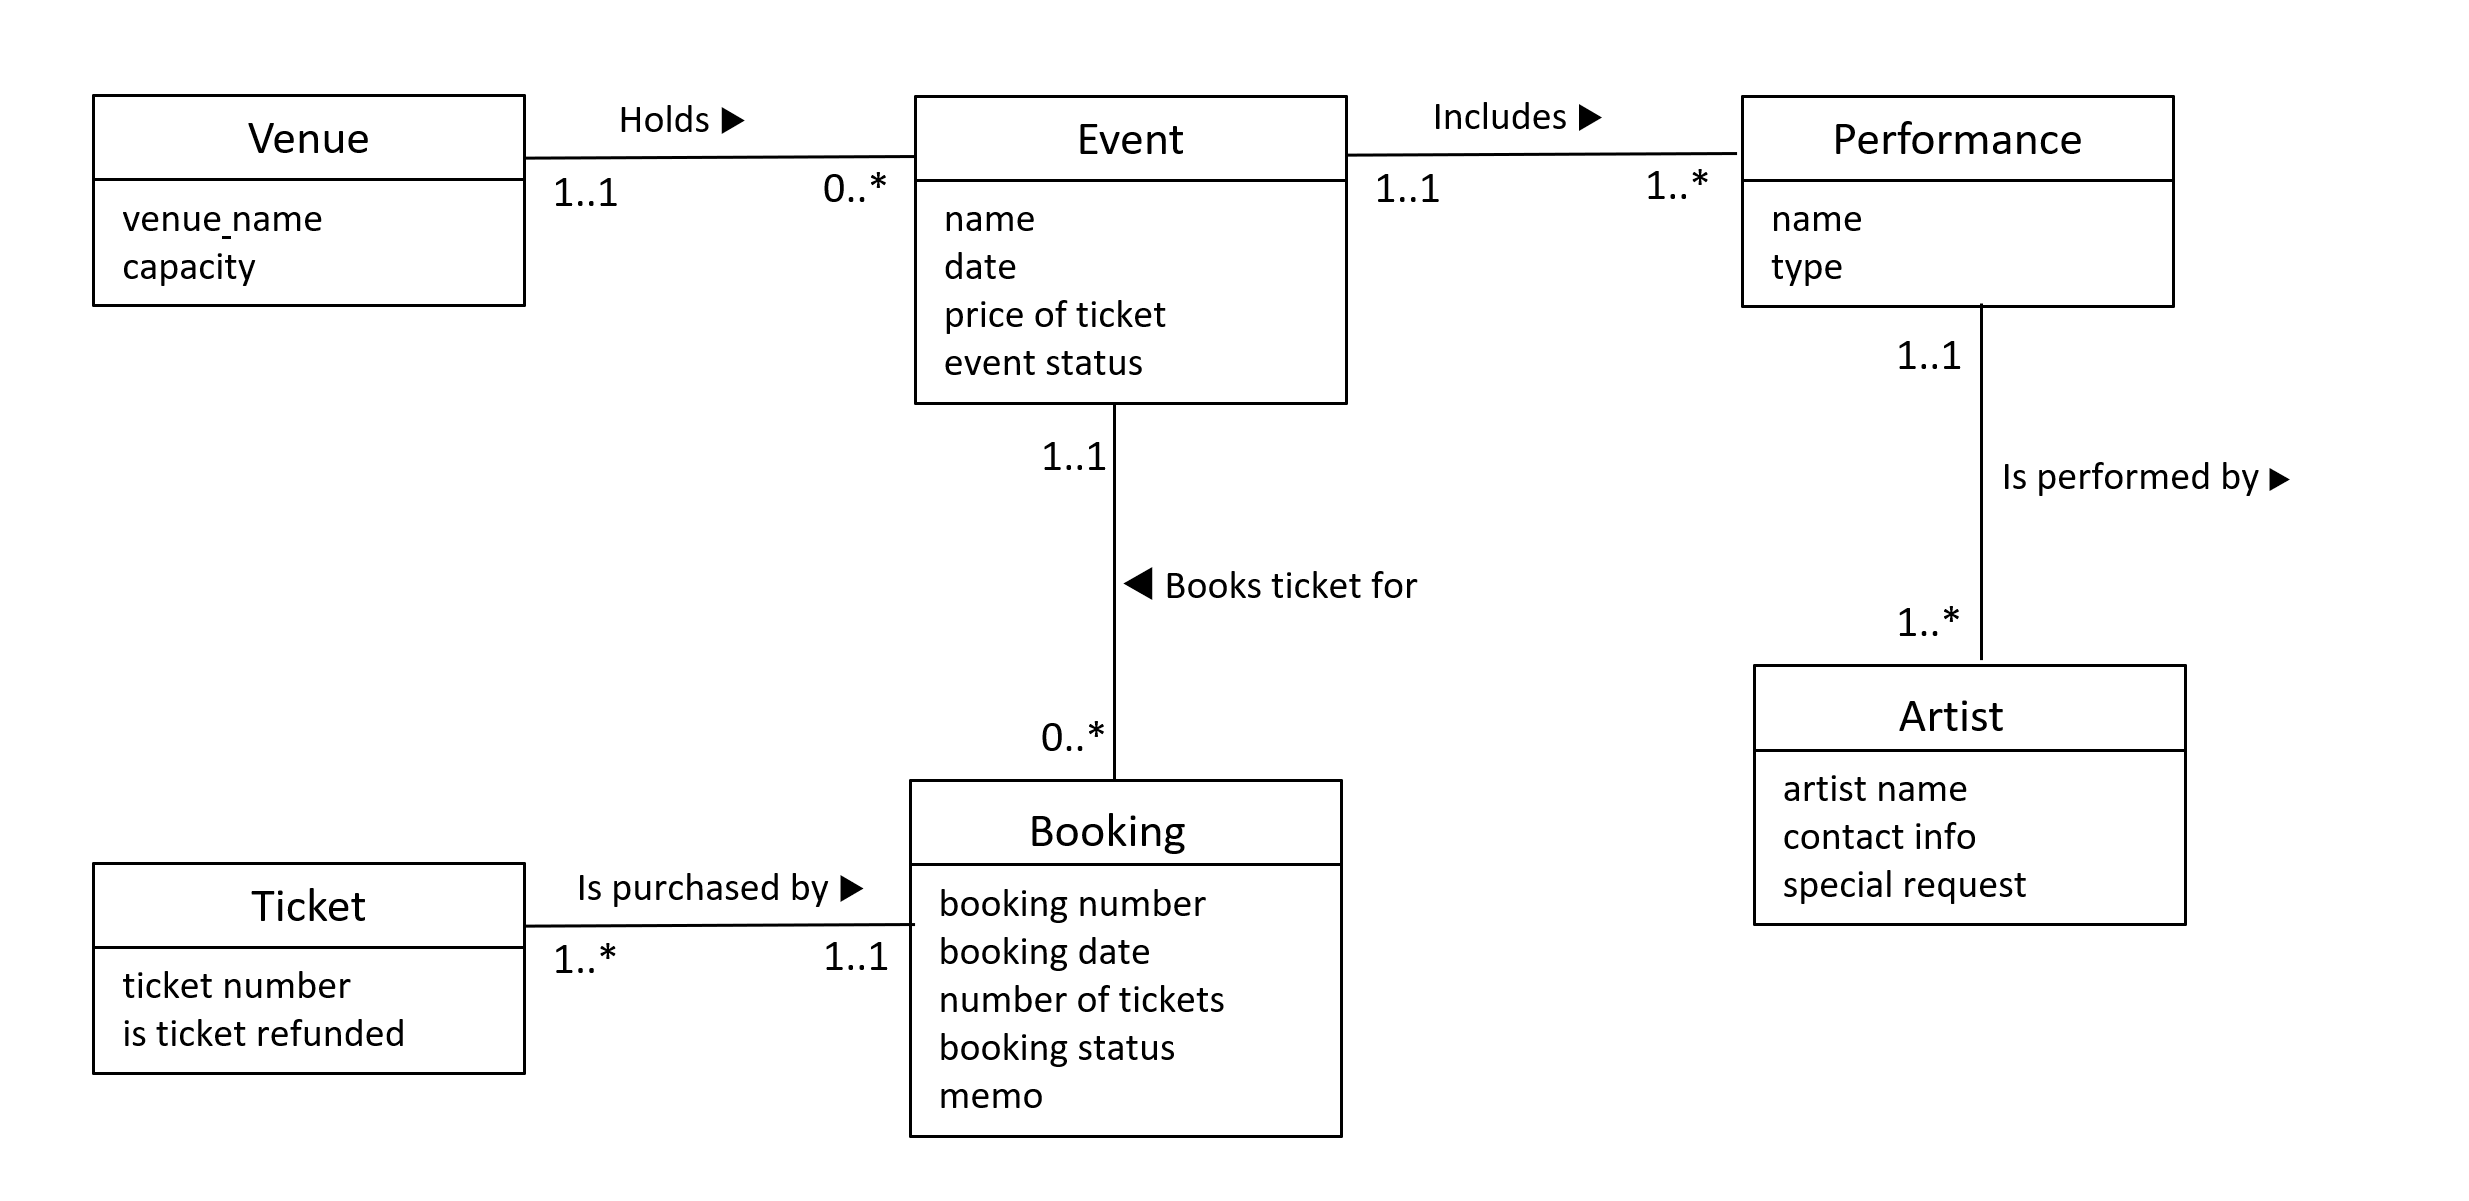 Venue
venue_name
capacity
Holds ▶
1..1
0..*
Event
name
date
price of ticket
event status
Includes ▶
1..1
1..*
Performance
name
type
1..1
Is performed by ▶
1..*
Artist
artist name
contact info
special request
1..1
◀ Books ticket for
0..*
Booking
booking number
booking date
number of tickets
booking status
memo
Ticket
ticket number
is ticket refunded
Is purchased by ▶
1..*
1..1